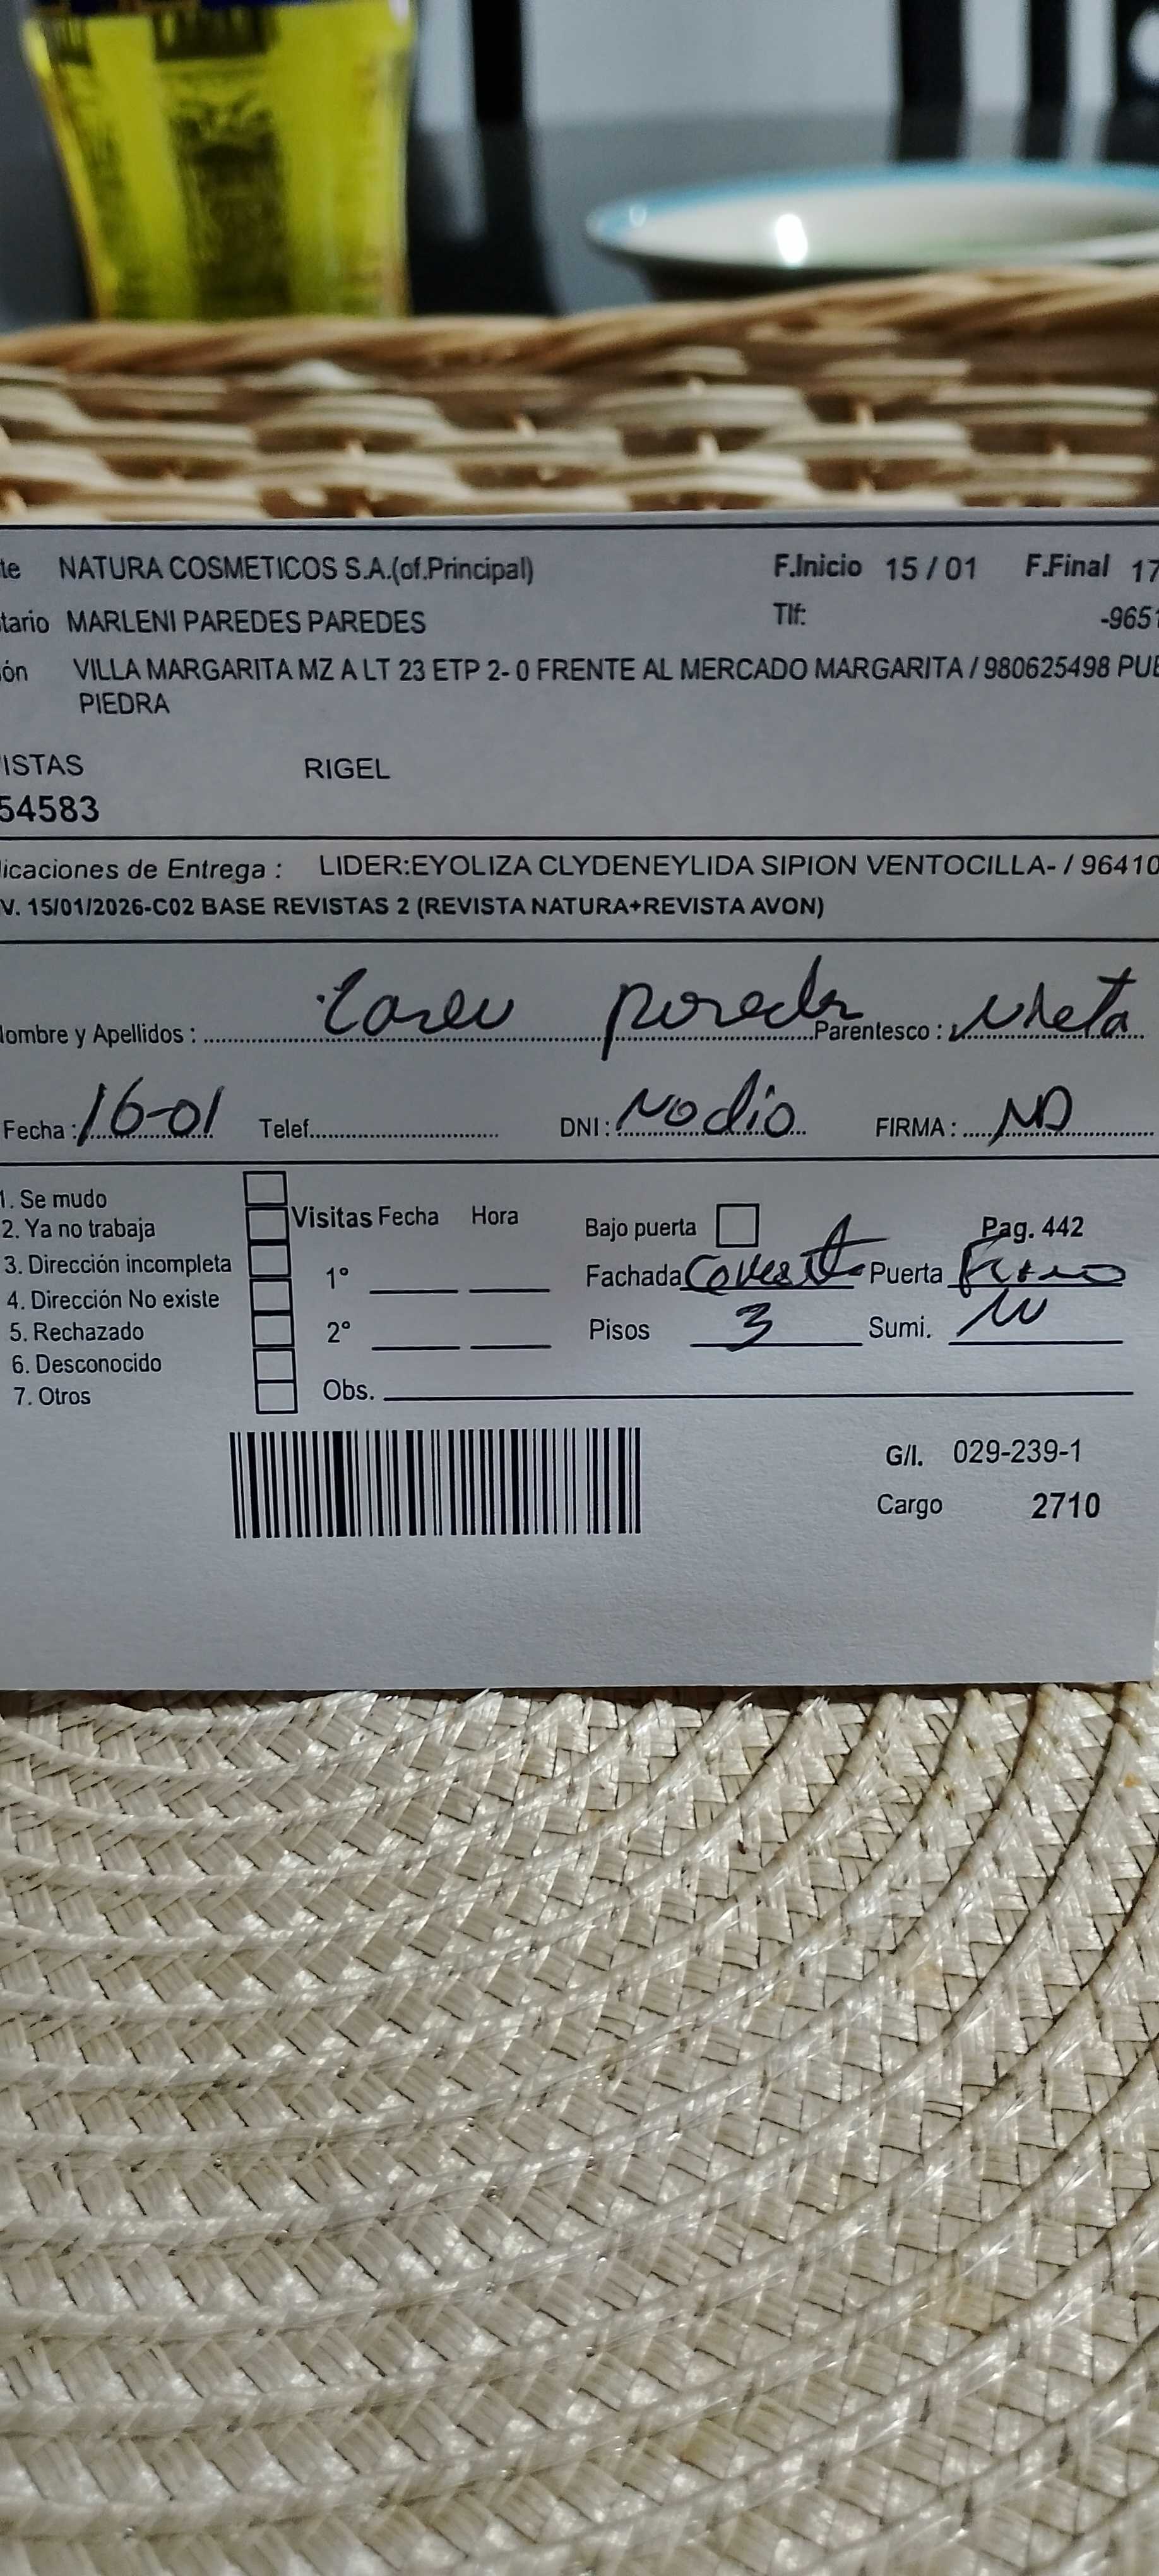 te NATURA COSMETICOS S.A.(of.Principal) F.Inicio 15 / 01 F.Final 17
tario MARLENI PAREDES PAREDES Tlf: -9651
ón VILLA MARGARITA MZ A LT 23 ETP 2- 0 FRENTE AL MERCADO MARGARITA / 980625498 PUE
PIEDRA
ISTAS RIGEL
54583
licaciones de Entrega : LIDER:EYOLIZA CLYDENEYLIDA SIPION VENTOCILLA- / 96410
V. 15/01/2026-C02 BASE REVISTAS 2 (REVISTA NATURA+REVISTA AVON)
Nombre y Apellidos : Paredes Parentesco : Nieta
Fecha : 16-01 Telef. DNI : No dio FIRMA : ND
1. Se mudo
2. Ya no trabaja
3. Dirección incompleta
4. Dirección No existe
5. Rechazado
6. Desconocido
7. Otros
Visitas Fecha Hora
1°
2°
Obs.
Bajo puerta Pag. 442
Fachada Puerta
Pisos 3 Sumi.
G/I. 029-239-1
Cargo 2710